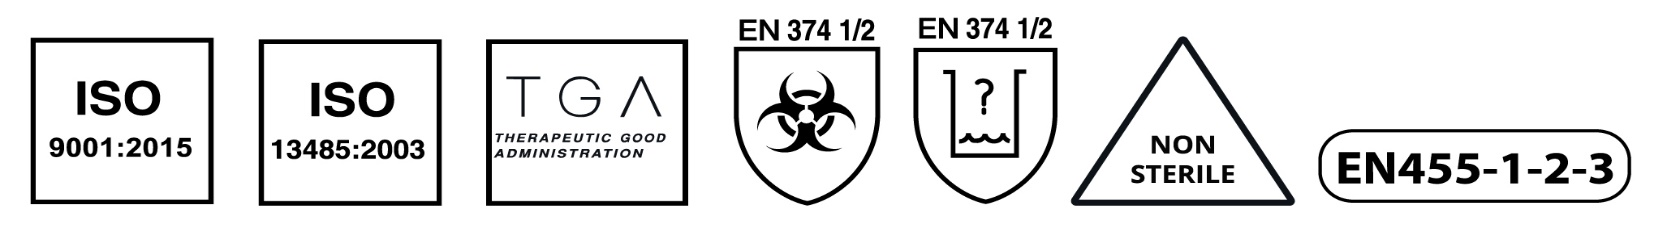 ISO
9001:2015
ISO
13485:2003
TGA
THERAPEUTIC GOOD
ADMINISTRATION
EN 374 1/2
EN 374 1/2
?
NON
STERILE
EN455-1-2-3